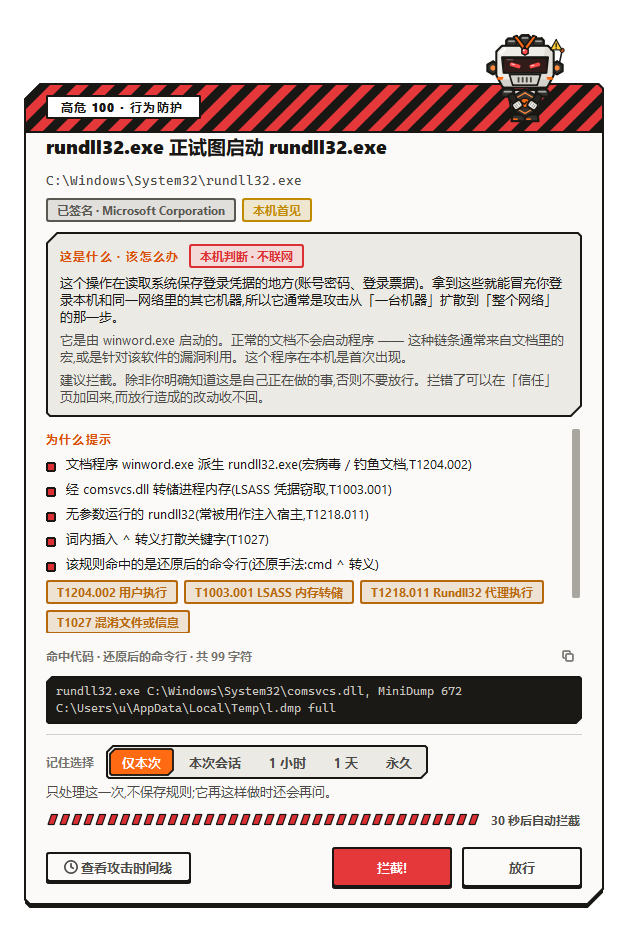 高危 100 · 行为防护
rundll32.exe 正试图启动 rundll32.exe
C:\Windows\System32\rundll32.exe
已签名 · Microsoft Corporation
本机首见
这是什么 · 该怎么办
本机判断 · 不联网
这个操作在读取系统保存登录凭据的地方(账号密码、登录票据)。拿到这些就能冒充你登
录本机和同一网络里的其它机器,所以它通常是攻击从「一台机器」扩散到「整个网络」
的那一步。
它是由 winword.exe 启动的。正常的文档不会启动程序 —— 这种链条通常来自文档里的
宏,或是针对该软件的漏洞利用。这个程序在本机是首次出现。
建议拦截。除非你明确知道这是自己正在做的事,否则不要放行。拦错了可以在「信任」
页加回来,而放行造成的改动收不回。
为什么提示
文档程序 winword.exe 派生 rundll32.exe(宏病毒 / 钓鱼文档,T1204.002)
经 comsvcs.dll 转储进程内存(LSASS 凭据窃取,T1003.001)
无参数运行的 rundll32(常被用作注入宿主,T1218.011)
词内插入 ^ 转义打散关键字(T1027)
该规则命中的是还原后的命令行(还原手法:cmd ^ 转义)
T1204.002 用户执行
T1003.001 LSASS 内存转储
T1218.011 Rundll32 代理执行
T1027 混淆文件或信息
命中代码 · 还原后的命令行 · 共 99 字符
rundll32.exe C:\Windows\System32\comsvcs.dll, MiniDump 672
C:\Users\u\AppData\Local\Temp\l.dmp full
记住选择
仅本次
本次会话
1 小时
1 天
永久
只处理这一次,不保存规则;它再这样做时还会再问。
30 秒后自动拦截
查看攻击时间线
拦截!
放行